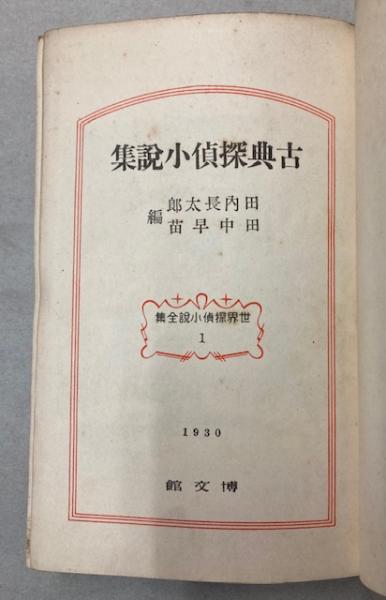 古典探偵小說集
田內長太郎
田中早苗
編
世界探偵小說全集
1
1930
博文館